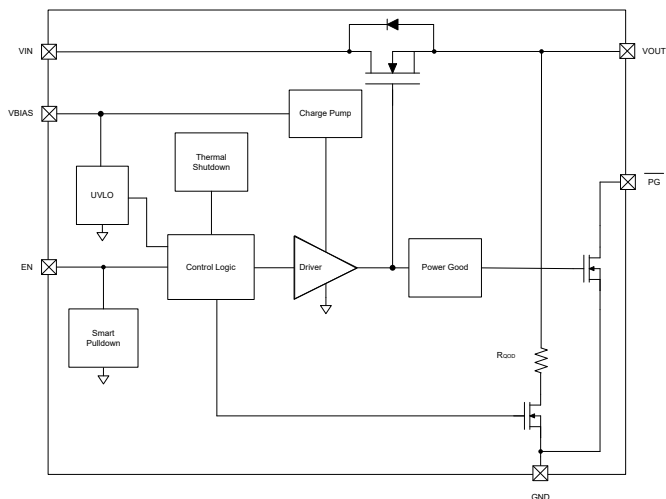 VIN
VOUT
VBIAS
Charge Pump
Thermal
Shutdown
UVLO
PG
EN
Control Logic
Driver
Power Good
Smart
Pulldown
RQOD
GND